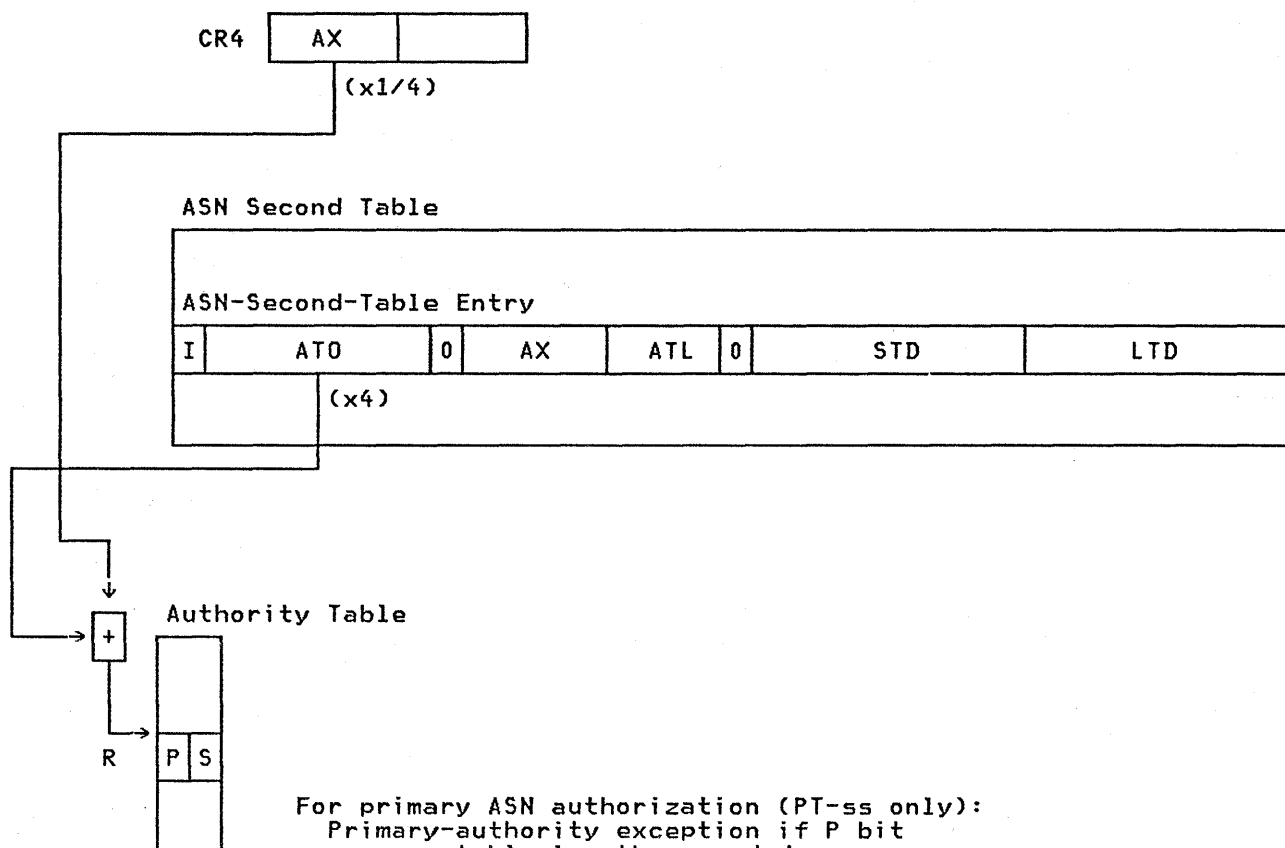 CR4 AX
(x1/4)
ASN Second Table
ASN-Second-Table Entry
I ATO 0 AX ATL 0 STD LTD
(x4)
+
Authority Table
R P S
For primary ASN authorization (PT-ss only):
Primary-authority exception if P bit